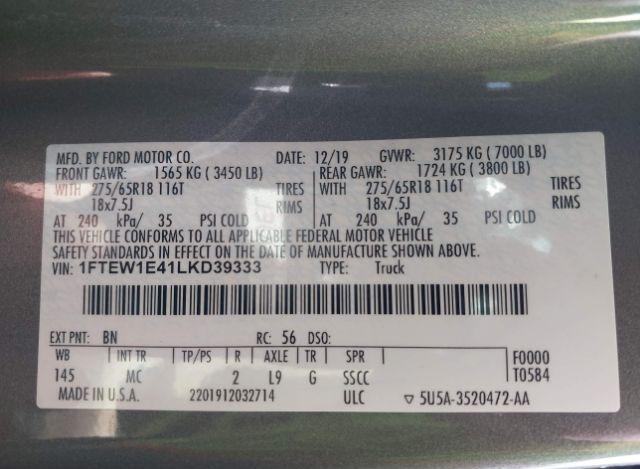 MFD. BY FORD MOTOR CO. DATE: 12/19 GVWR: 3175 KG ( 7000 LB)
FRONT GAWR: 1565 KG ( 3450 LB) REAR GAWR: 1724 KG ( 3800 LB)
WITH 275/65R18 116T TIRES 275/65R18 116T TIRES
18x7.5J RIMS 18x7.5J RIMS
AT 240 kPa/ 35 PSI COLD AT 240 kPa/ 35 PSI COLD
THIS VEHICLE CONFORMS TO ALL APPLICABLE FEDERAL MOTOR VEHICLE
SAFETY STANDARDS IN EFFECT ON THE DATE OF MANUFACTURE SHOWN ABOVE.
VIN: 1FTEW1E41LKD39333 TYPE: Truck
EXT PNT: BN RC: 56 DSO:
WB INT TR TP/PS R AXLE TR SPR F0000
145 MC 2 L9 G SSCC T0584
MADE IN U.S.A. 2201912032714 ULC ▽ 5U5A-3520472-AA